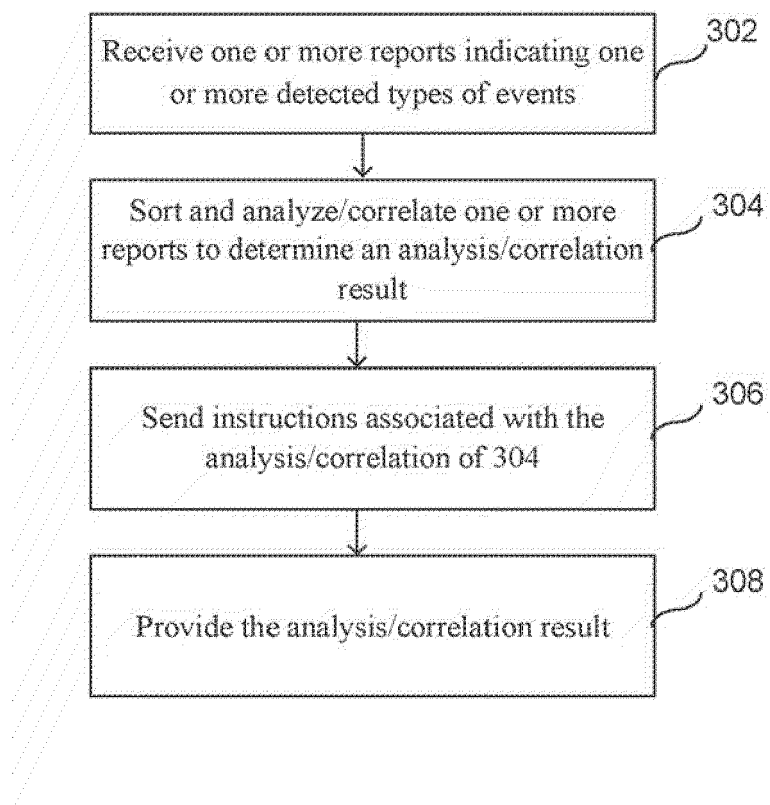 Receive one or more reports indicating one
or more detected types of events
302
Sort and analyze/correlate one or more
reports to determine an analysis/correlation
result
304
Send instructions associated with the
analysis/correlation of 304
306
Provide the analysis/correlation result
308